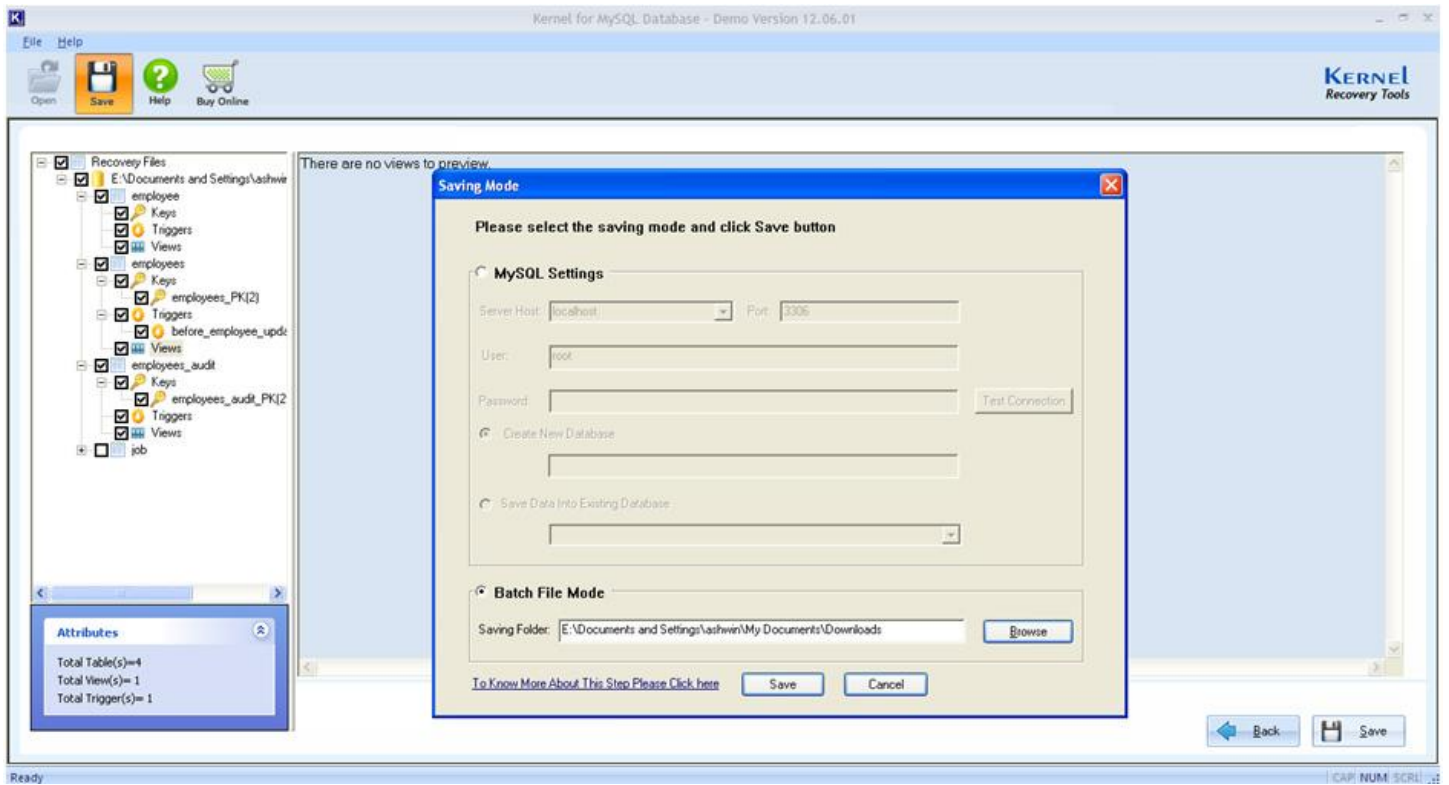 Kernel for MySQL Database - Demo Version 12.06.01
File Help
Open Save Help Buy Online
KERNEL
Recovery Tools
Recovery Files
E:\Documents and Settings\ashwin
employee
Keys
Triggers
Views
employees
Keys
employees_PK(2)
Triggers
before_employee_upda
Views
employees_audit
Keys
employees_audit_PK(2
Triggers
Views
job
Attributes
Total Table(s)=4
Total View(s)= 1
Total Trigger(s)= 1
There are no views to preview.
Saving Mode
Please select the saving mode and click Save button
MySQL Settings
Server Host: localhost Port: 3306
User: root
Password: Test Connection
Create New Database
Save Data Into Existing Database
Batch File Mode
Saving Folder: E:\Documents and Settings\ashwin\My Documents\Downloads Browse
To Know More About This Step Please Click here Save Cancel
Back Save
Ready CAP NUM SCRL